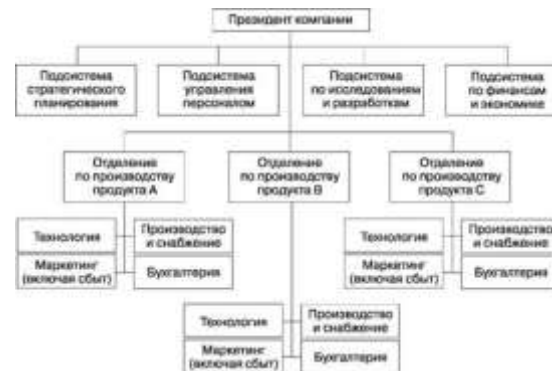 Президент компании
Подсистема
стратегического
планирования
Подсистема
управления
персоналом
Подсистема
по исследованиям
и разработкам
Подсистема
по финансам
и экономике
Отделение
по производству
продукта А
Отделение
по производству
продукта В
Отделение
по производству
продукта С
Технология
Производство
и снабжение
Маркетинг
(включая сбыт)
Бухгалтерия
Технология
Производство
и снабжение
Маркетинг
(включая сбыт)
Бухгалтерия
Технология
Производство
и снабжение
Маркетинг
(включая сбыт)
Бухгалтерия